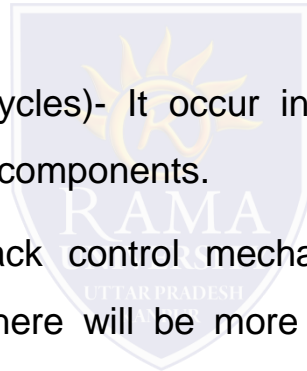 ycles)- It occur in
components.
RAMA
UTTAR PRADESH
ack control mecha
here will be more